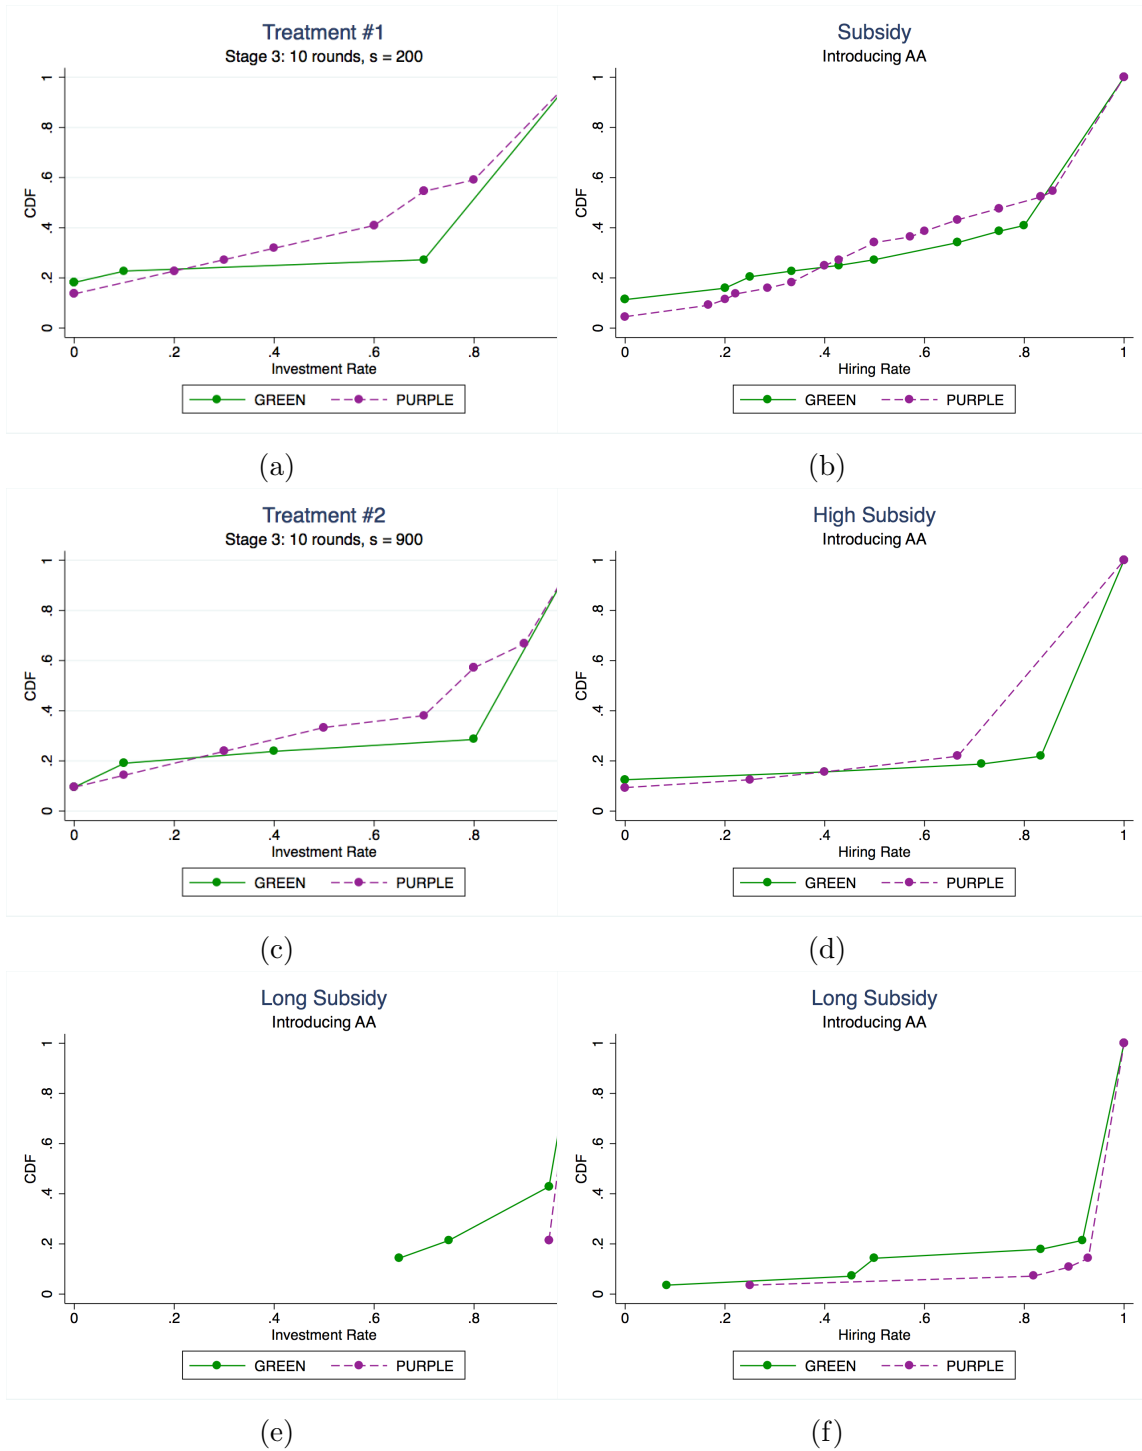 Treatment #1
Stage 3: 10 rounds, s = 200
CDF
1
.8
.6
.4
.2
0
0 .2 .4 .6 .8
Investment Rate
GREEN PURPLE
(a)
Subsidy
Introducing AA
CDF
1
.8
.6
.4
.2
0
0 .2 .4 .6 .8 1
Hiring Rate
GREEN PURPLE
(b)
Treatment #2
Stage 3: 10 rounds, s = 900
CDF
1
.8
.6
.4
.2
0
0 .2 .4 .6 .8
Investment Rate
GREEN PURPLE
(c)
High Subsidy
Introducing AA
CDF
1
.8
.6
.4
.2
0
0 .2 .4 .6 .8 1
Hiring Rate
GREEN PURPLE
(d)
Long Subsidy
Introducing AA
CDF
1
.8
.6
.4
.2
0
0 .2 .4 .6 .8
Investment Rate
GREEN PURPLE
(e)
Long Subsidy
Introducing AA
CDF
1
.8
.6
.4
.2
0
0 .2 .4 .6 .8 1
Hiring Rate
GREEN PURPLE
(f)